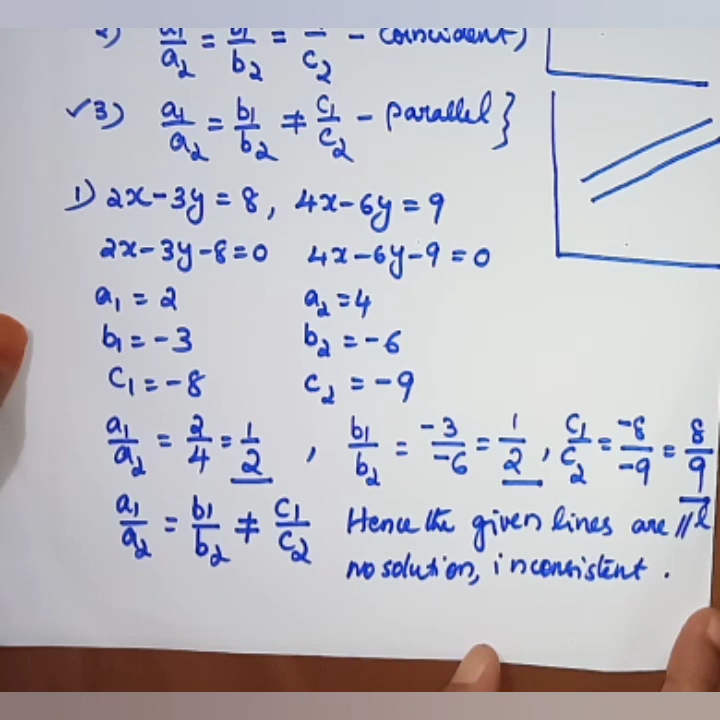 2) a1/a2 = b1/b2 = /c2 - coincident}
✓3) a1/a2 = b1/b2 ≠ c1/c2 - parallel}
1) 2x-3y=8, 4x-6y=9
2x-3y-8=0 4x-6y-9=0
a1=2 a2=4
b1=-3 b2=-6
c1=-8 c2=-9
a1/a2 = 2/4 = 1/2 , b1/b2 = -3/-6 = 1/2 , c1/c2 = -8/-9 = 8/9
a1/a2 = b1/b2 ≠ c1/c2 Hence the given lines are //l
no solution, inconsistent.